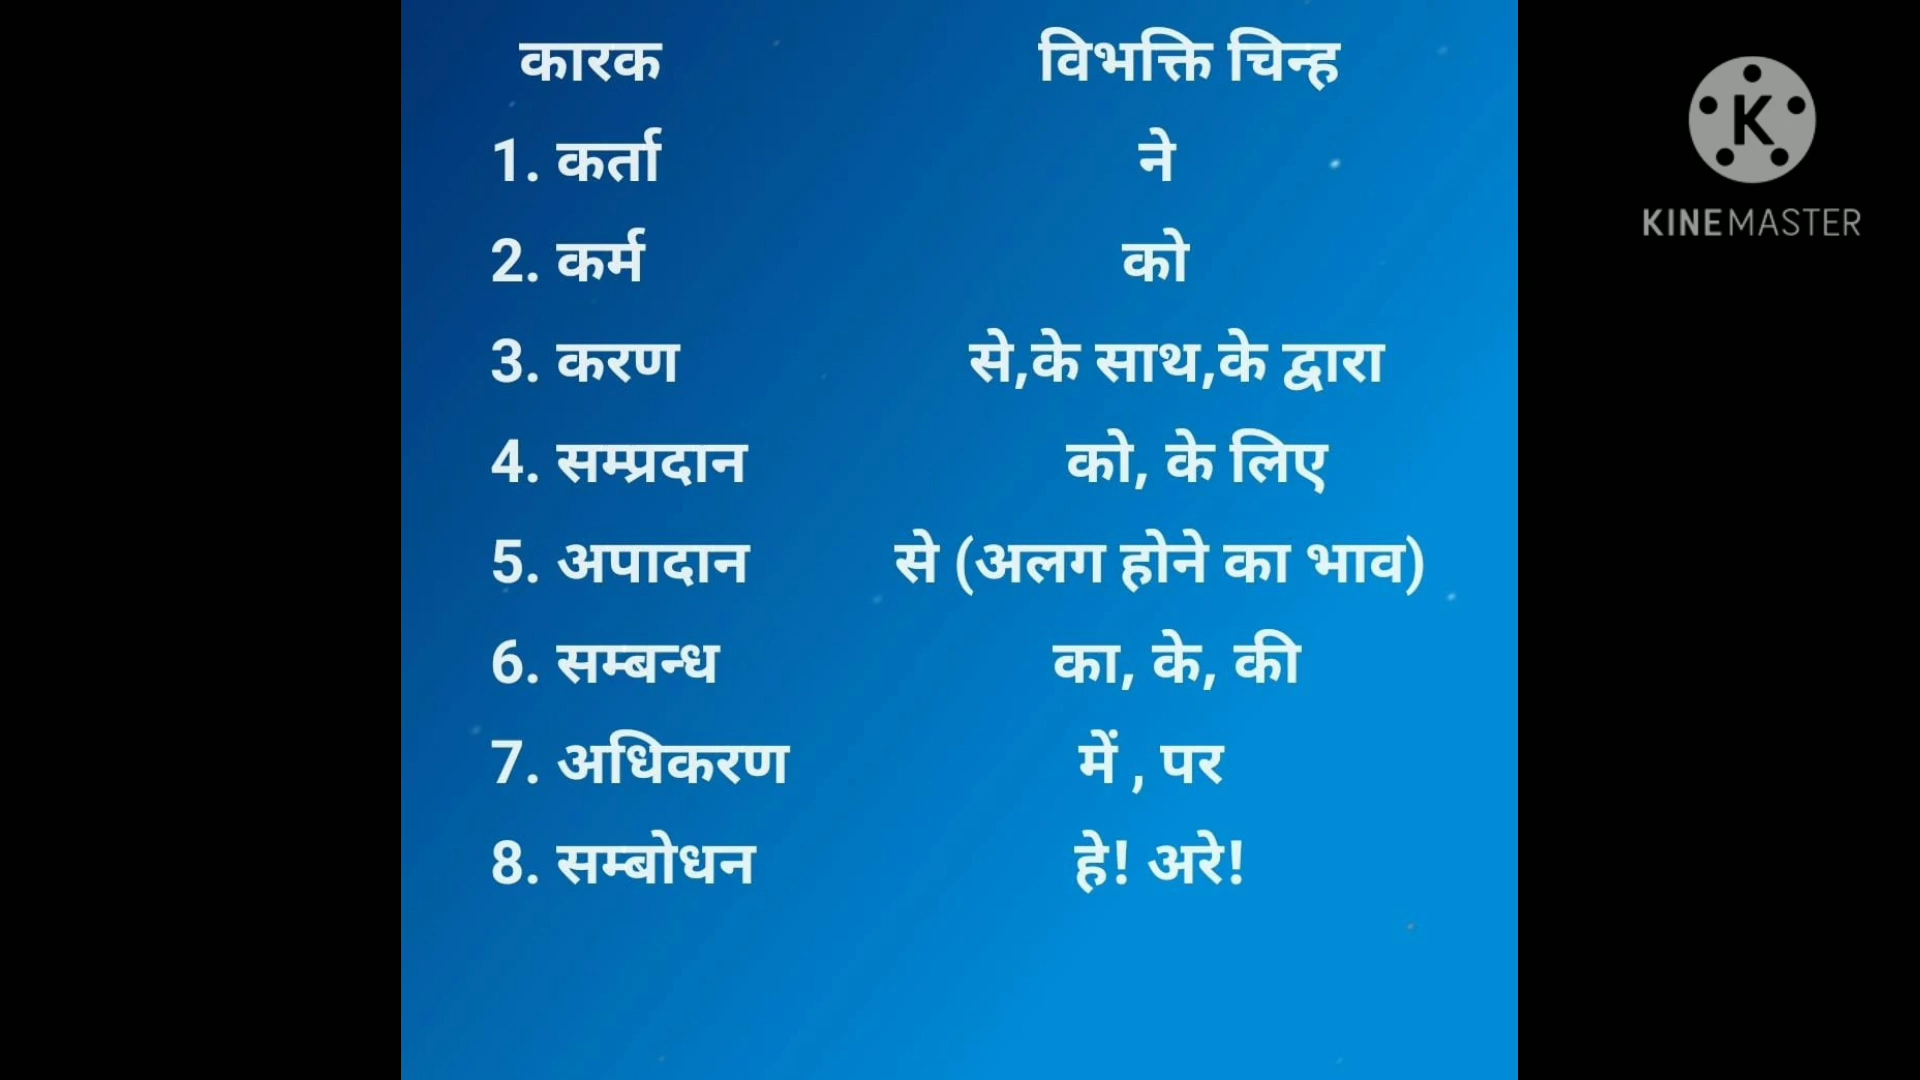 कारक विभक्ति चिन्ह
1. कर्ता ने
2. कर्म को
3. करण से,के साथ,के द्वारा
4. सम्प्रदान को, के लिए
5. अपादान से (अलग होने का भाव)
6. सम्बन्ध का, के, की
7. अधिकरण में , पर
8. सम्बोधन हे! अरे!
K
KINEMASTER